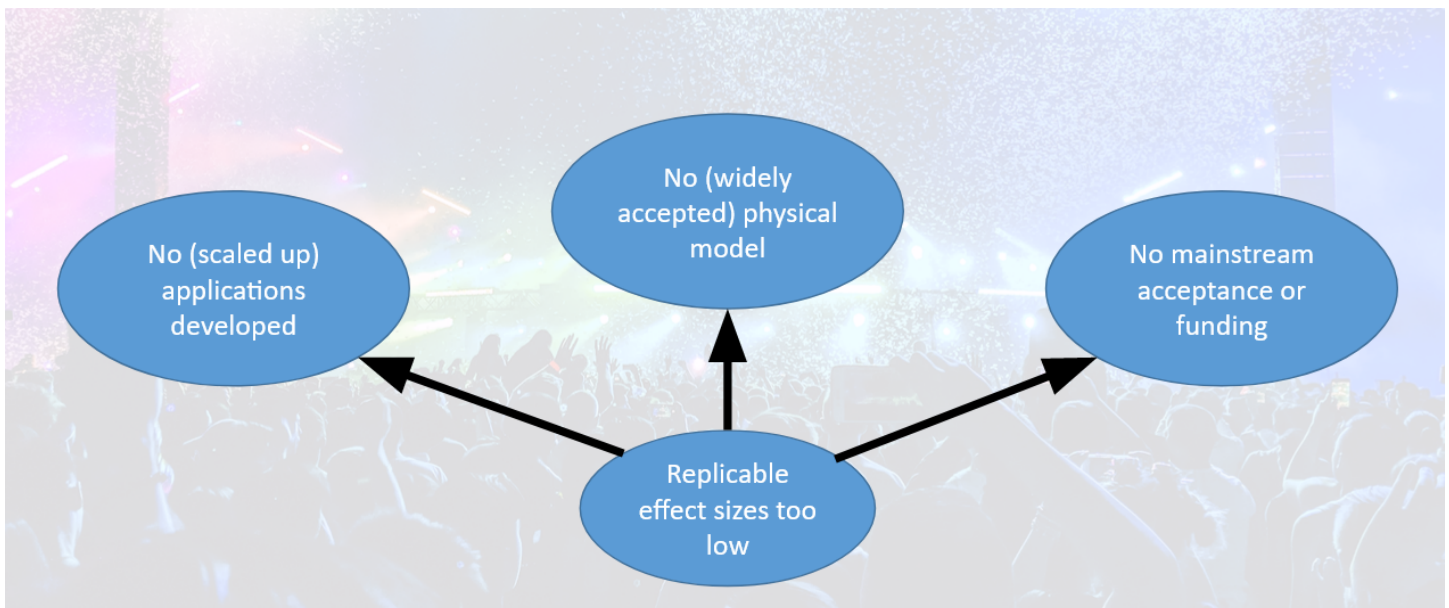 No (widely
accepted) physical
model
No (scaled up)
applications
developed
No mainstream
acceptance or
funding
Replicable
effect sizes too
low